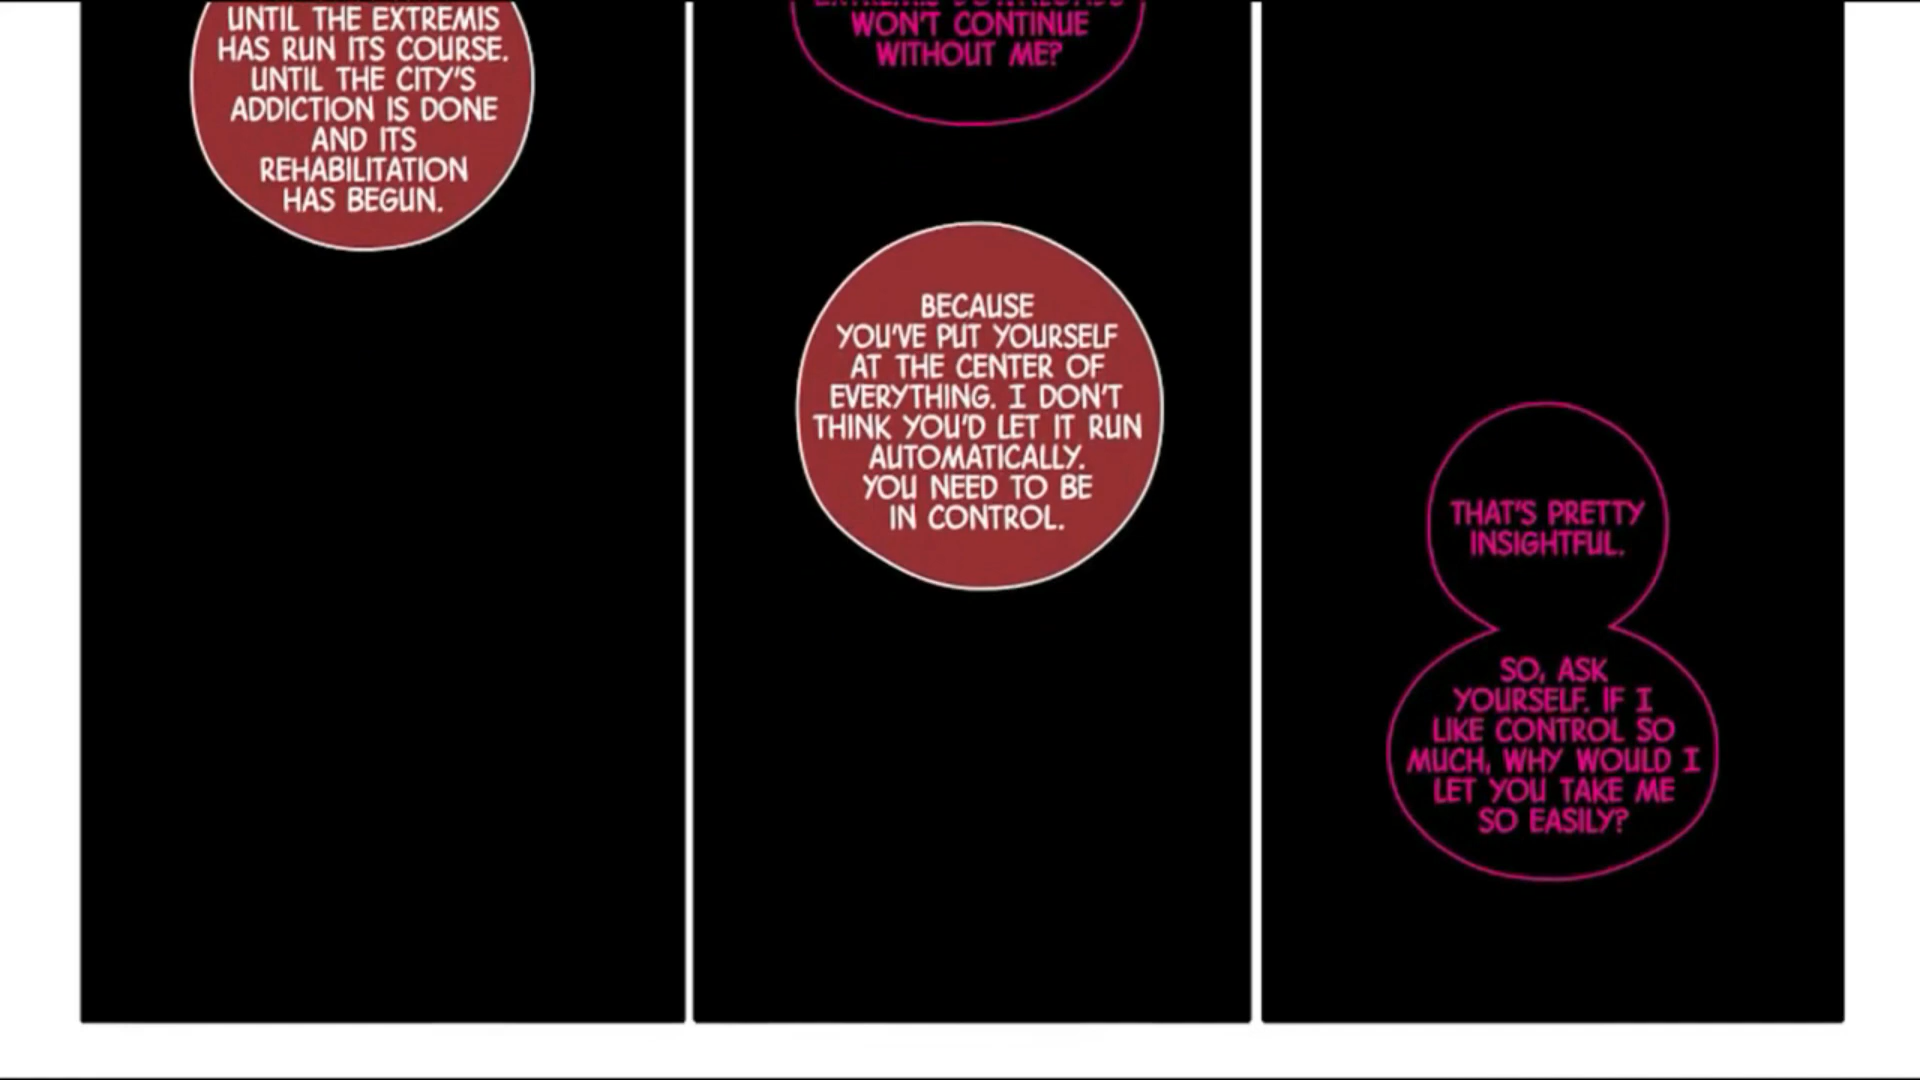 UNTIL THE EXTREMIS
HAS RUN ITS COURSE.
UNTIL THE CITY'S
ADDICTION IS DONE
AND ITS
REHABILITATION
HAS BEGUN.
EXTREMIS DOWNLOADS
WON'T CONTINUE
WITHOUT ME?
BECAUSE
YOU'VE PUT YOURSELF
AT THE CENTER OF
EVERYTHING. I DON'T
THINK YOU'D LET IT RUN
AUTOMATICALLY.
YOU NEED TO BE
IN CONTROL.
THAT'S PRETTY
INSIGHTFUL.
SO, ASK
YOURSELF. IF I
LIKE CONTROL SO
MUCH, WHY WOULD I
LET YOU TAKE ME
SO EASILY?